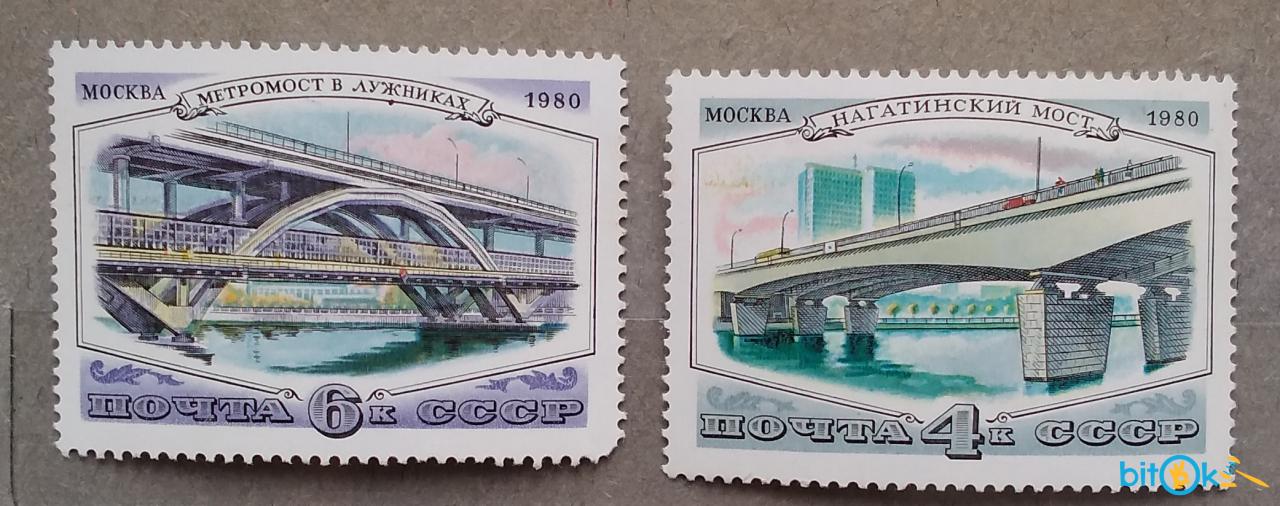 МОСКВА
МЕТРОМОСТ В ЛУЖНИКАХ
1980
ПОЧТА 6 К СССР
МОСКВА
НАГАТИНСКИЙ МОСТ
1980
ПОЧТА 4 К СССР
bitok